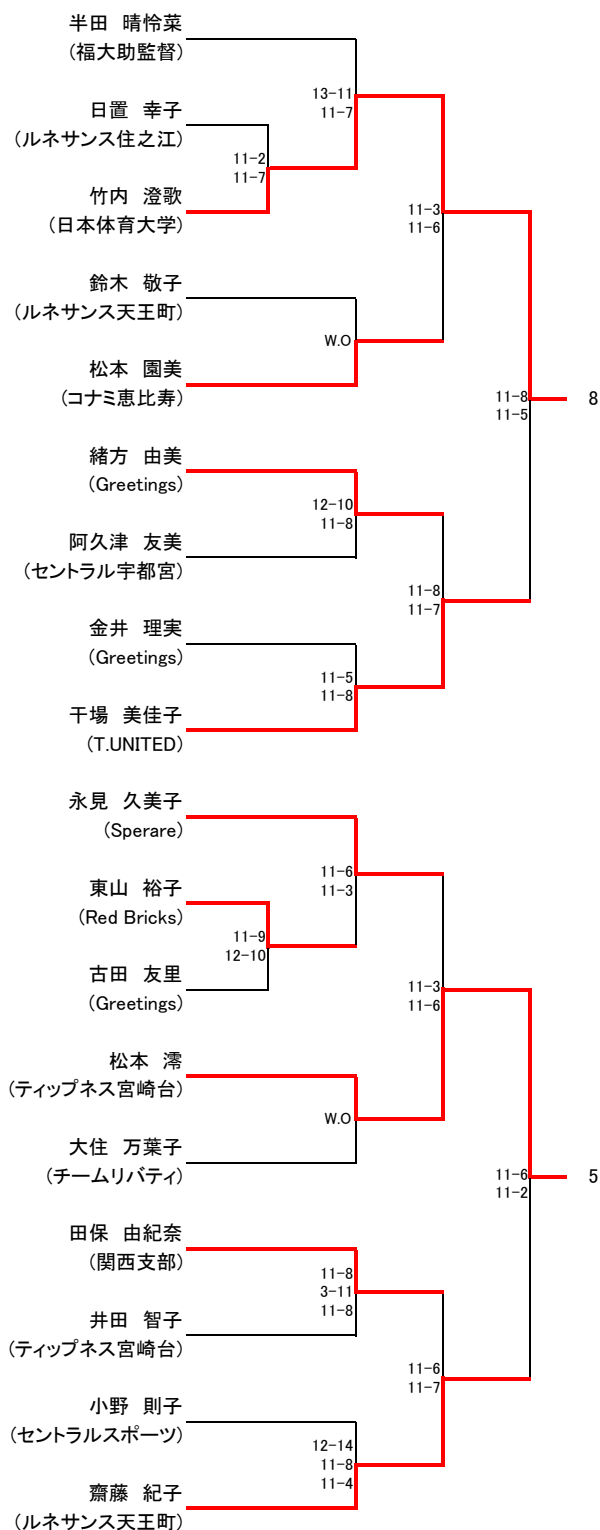 半田 晴怜菜
(福大助監督)
13-11
11-7
日置 幸子
(ルネサンス住之江)
11-2
11-7
竹内 澄歌
(日本体育大学)
11-3
11-6
鈴木 敬子
(ルネサンス天王町)
W.O
松本 園美
(コナミ恵比寿)
11-8
11-5
8
緒方 由美
(Greetings)
12-10
11-8
阿久津 友美
(セントラル宇都宮)
11-8
11-7
金井 理実
(Greetings)
11-5
11-8
干場 美佳子
(T.UNITED)
永見 久美子
(Sperare)
11-6
11-3
東山 裕子
(Red Bricks)
11-9
12-10
古田 友里
(Greetings)
11-3
11-6
松本 澪
(ティップネス宮崎台)
W.O
大住 万葉子
(チームリバティ)
11-6
11-2
5
田保 由紀奈
(関西支部)
11-8
3-11
11-8
井田 智子
(ティップネス宮崎台)
11-6
11-7
小野 則子
(セントラルスポーツ)
12-14
11-8
11-4
齋藤 紀子
(ルネサンス天王町)